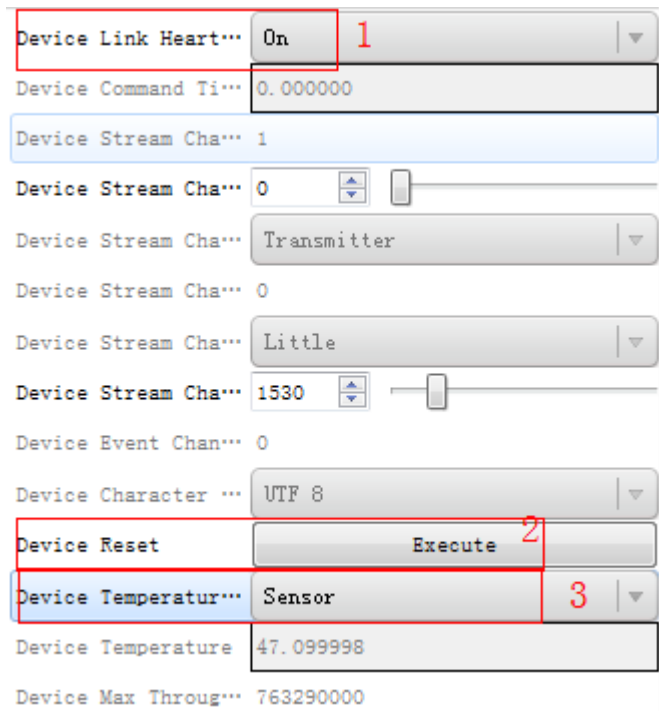 Device Link Heart… On 1
Device Command Ti… 0.000000
Device Stream Cha… 1
Device Stream Cha… 0
Device Stream Cha… Transmitter
Device Stream Cha… 0
Device Stream Cha… Little
Device Stream Cha… 1530
Device Event Chan… 0
Device Character … UTF 8
Device Reset Execute 2
Device Temperatur… Sensor 3
Device Temperature 47.099998
Device Max Throug… 763290000